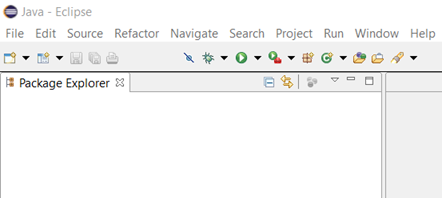 Java - Eclipse
File Edit Source Refactor Navigate Search Project Run Window Help
Package Explorer